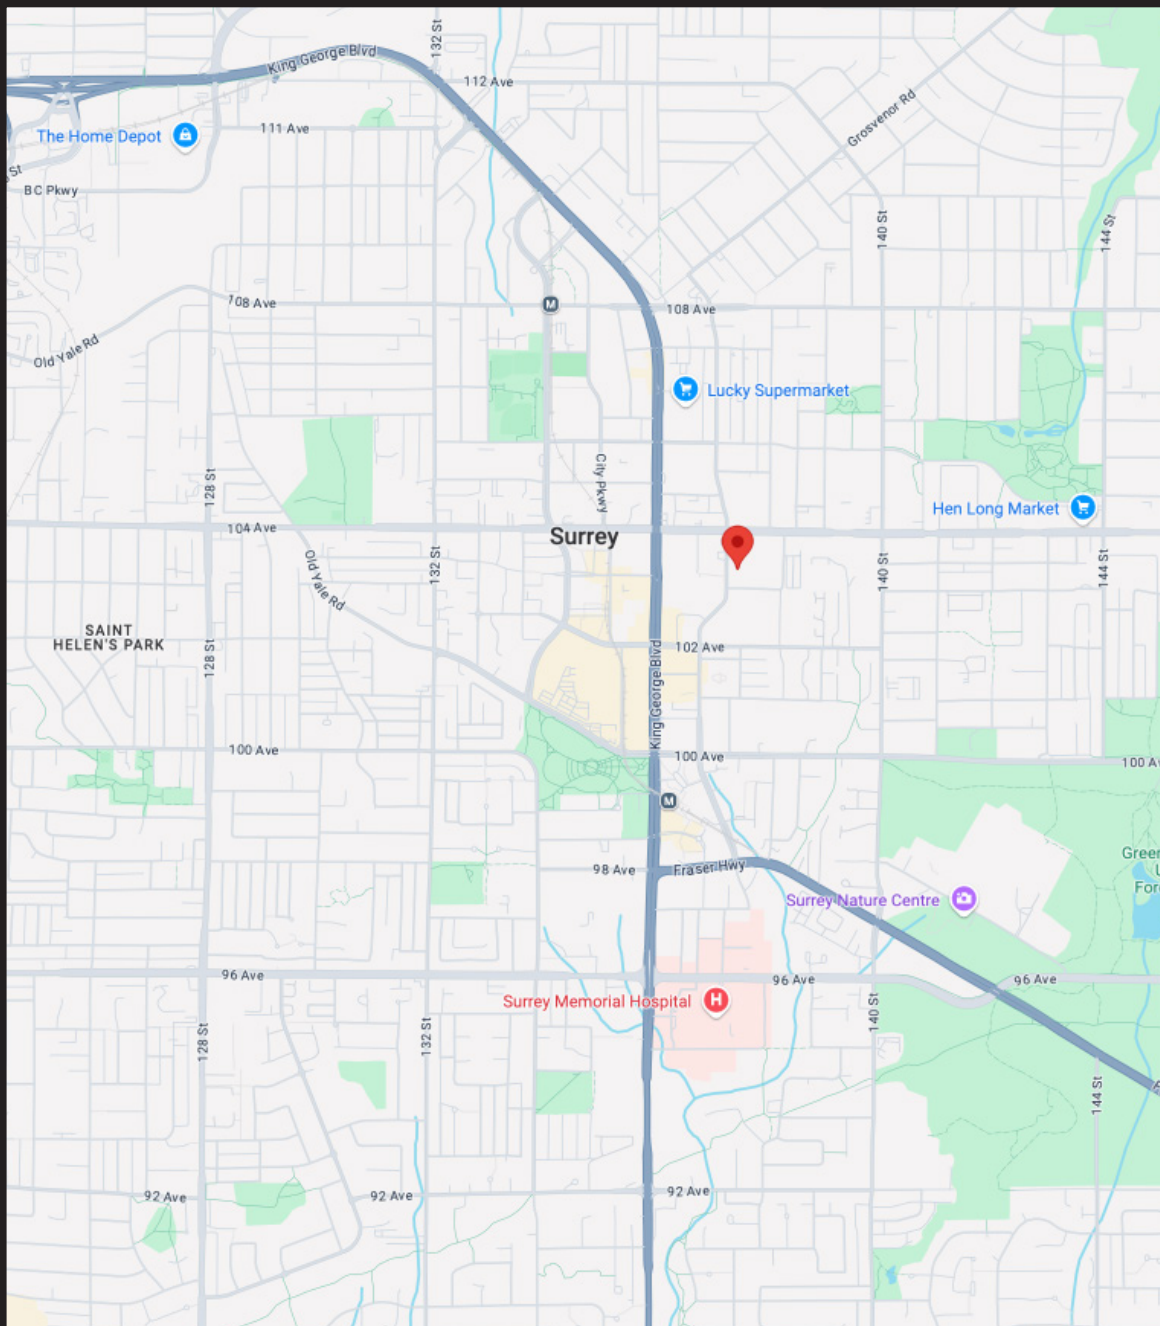 King George Blvd
132 St
112 Ave
The Home Depot
111 Ave
Grosvenor Rd
St
BC Pkwy
140 St
144 St
108 Ave
108 Ave
Old Yale Rd
M
Lucky Supermarket
City Pkwy
128 St
Hen Long Market
104 Ave
Surrey
Old Yale Rd
132 St
140 St
144 St
SAINT
HELEN'S PARK
128 St
King George Blvd
102 Ave
100 Ave
100 Ave
100 Av
M
98 Ave
Fraser Hwy
Green
U
For
Surrey Nature Centre
96 Ave
96 Ave
96 Ave
Surrey Memorial Hospital
H
128 St
132 St
140 St
144 St
92 Ave
92 Ave
92 Ave